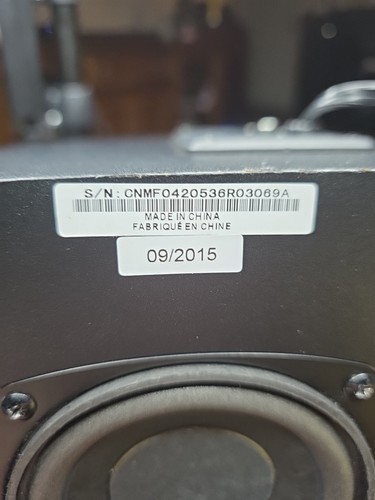 S/N: CNMF0420536R03069A
MADE IN CHINA
FABRIQUÉ EN CHINE
09/2015